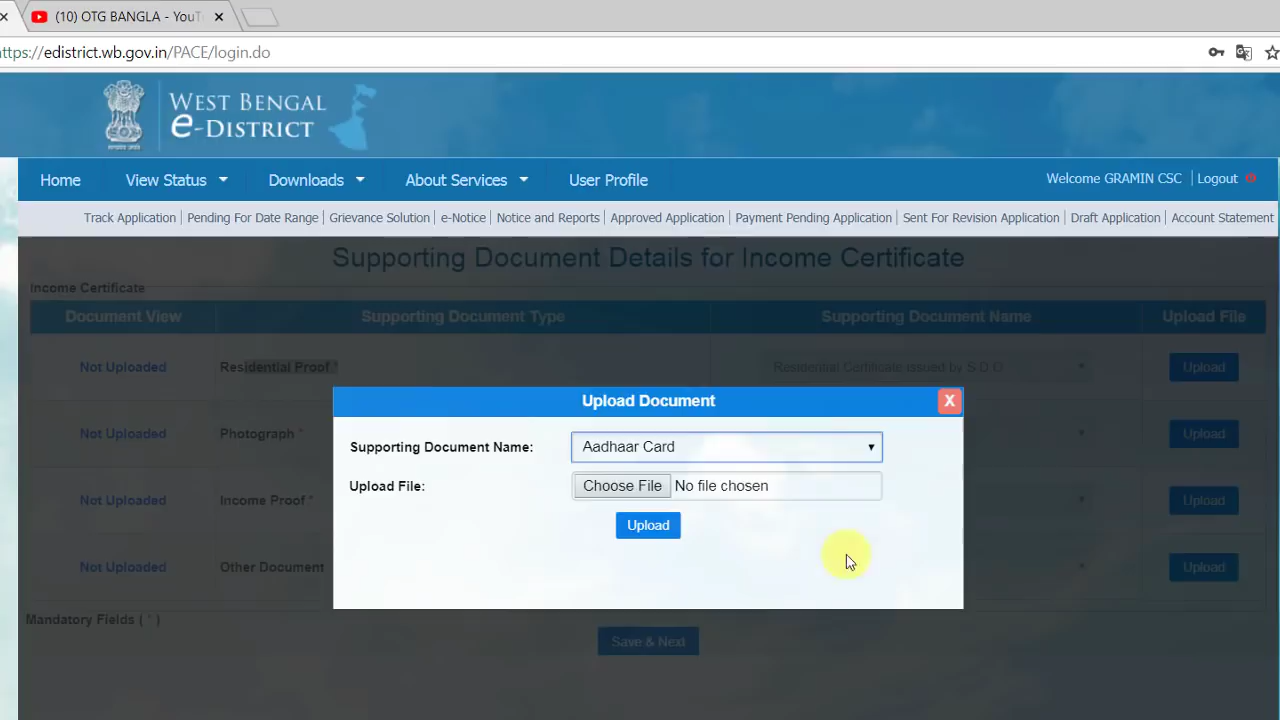 (10) OTG BANGLA - YouT
https://edistrict.wb.gov.in/PACE/login.do
WEST BENGAL
e-DISTRICT
Home View Status Downloads About Services User Profile Welcome GRAMIN CSC | Logout
Track Application | Pending For Date Range | Grievance Solution | e-Notice | Notice and Reports | Approved Application | Payment Pending Application | Sent For Revision Application | Draft Application | Account Statement
Supporting Document Details for Income Certificate
Income Certificate
Document View Supporting Document Type Supporting Document Name Upload File
Not Uploaded Residential Proof * Residential Certificate issued by S.D.O Upload
Upload Document X
Not Uploaded Photograph * Upload
Supporting Document Name: Aadhaar Card
Upload File: Choose File No file chosen
Not Uploaded Income Proof * Upload
Upload
Not Uploaded Other Document Upload
Mandatory Fields ( * )
Save & Next